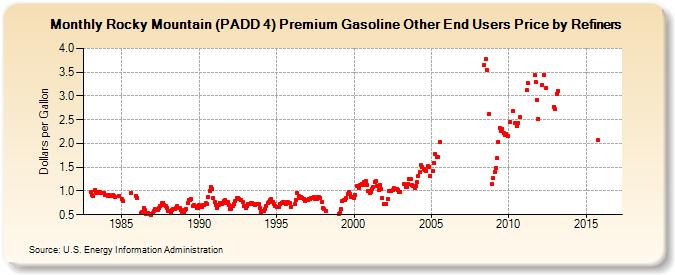 Monthly Rocky Mountain (PADD 4) Premium Gasoline Other End Users Price by Refiners
Dollars per Gallon
4.0
3.5
3.0
2.5
2.0
1.5
1.0
0.5
1985 1990 1995 2000 2005 2010 2015
Source: U.S. Energy Information Administration